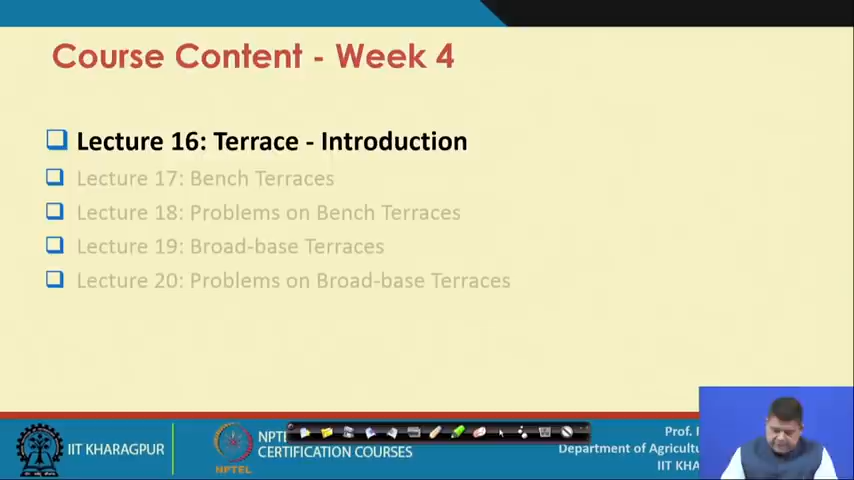 Course Content - Week 4
Lecture 16: Terrace - Introduction
Lecture 17: Bench Terraces
Lecture 18: Problems on Bench Terraces
Lecture 19: Broad-base Terraces
Lecture 20: Problems on Broad-base Terraces
IIT KHARAGPUR
NPTEL
NPTE
CERTIFICATION COURSES
Prof.
Department of Agricultu
IIT KHA